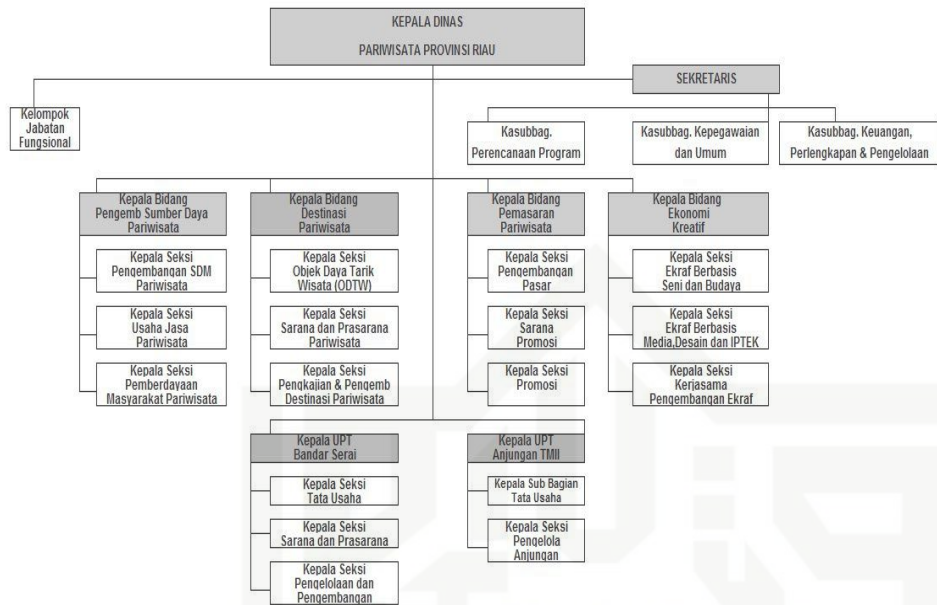 KEPALA DINAS
PARIWISATA PROVINSI RIAU
SEKRETARIS
Kelompok
Jabatan
Fungsional
Kasubbag.
Perencanaan Program
Kasubbag. Kepegawaian
dan Umum
Kasubbag. Keuangan,
Perlengkapan & Pengelolaan
Kepala Bidang
Pengemb Sumber Daya
Pariwisata
Kepala Seksi
Pengembangan SDM
Pariwisata
Kepala Seksi
Usaha Jasa
Pariwisata
Kepala Seksi
Pemberdayaan
Masyarakat Pariwisata
Kepala Bidang
Destinasi
Pariwisata
Kepala Seksi
Objek Daya Tarik
Wisata (ODTW)
Kepala Seksi
Sarana dan Prasarana
Pariwisata
Kepala Seksi
Pengkajian & Pengemb
Destinasi Pariwisata
Kepala Bidang
Pemasaran
Pariwisata
Kepala Seksi
Pengembangan
Pasar
Kepala Seksi
Sarana
Promosi
Kepala Seksi
Promosi
Kepala Bidang
Ekonomi
Kreatif
Kepala Seksi
Ekraf Berbasis
Seni dan Budaya
Kepala Seksi
Ekraf Berbasis
Media,Desain dan IPTEK
Kepala Seksi
Kerjasama
Pengembangan Ekraf
Kepala UPT
Bandar Serai
Kepala Seksi
Tata Usaha
Kepala Seksi
Sarana dan Prasarana
Kepala Seksi
Pengelolaan dan
Pengembangan
Kepala UPT
Anjungan TMII
Kepala Sub Bagian
Tata Usaha
Kepala Seksi
Pengelola
Anjungan